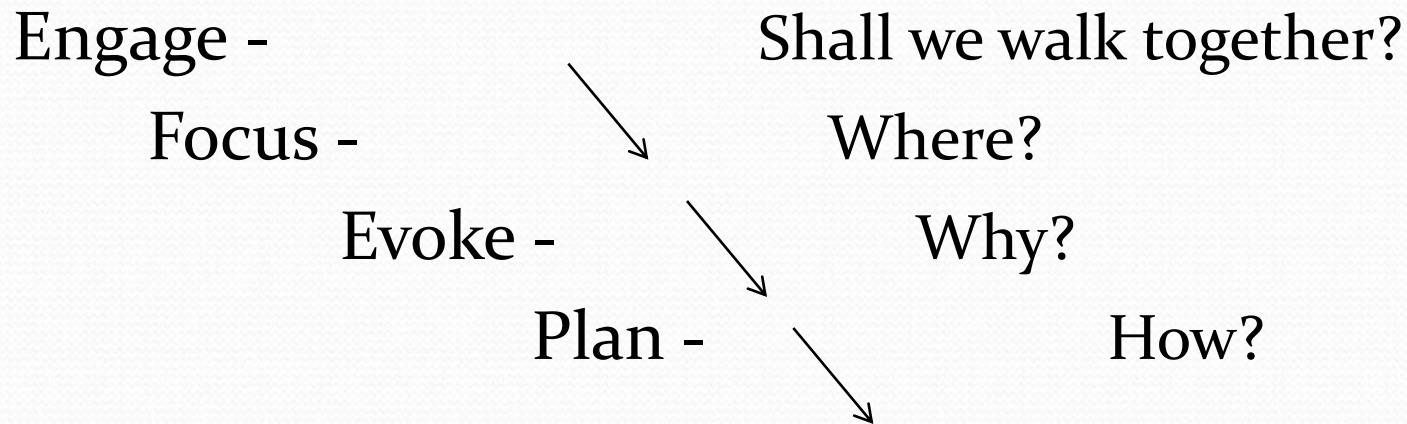 Engage - Shall we walk together?
Focus - Where?
Evoke - Why?
Plan - How?